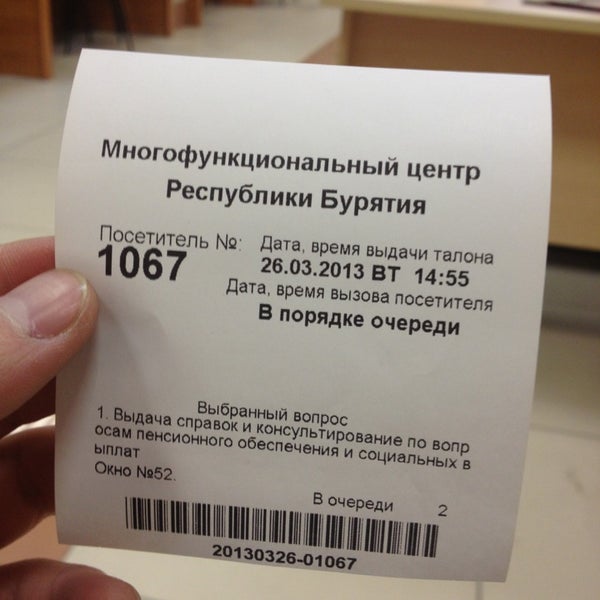 Многофункциональный центр
Республики Бурятия
Посетитель №:
1067
Дата, время выдачи талона
26.03.2013 ВТ 14:55
Дата, время вызова посетителя
В порядке очереди
Выбранный вопрос
1. Выдача справок и консультирование по вопр
осам пенсионного обеспечения и социальных в
ыплат
Окно №52.
В очереди 2
20130326-01067